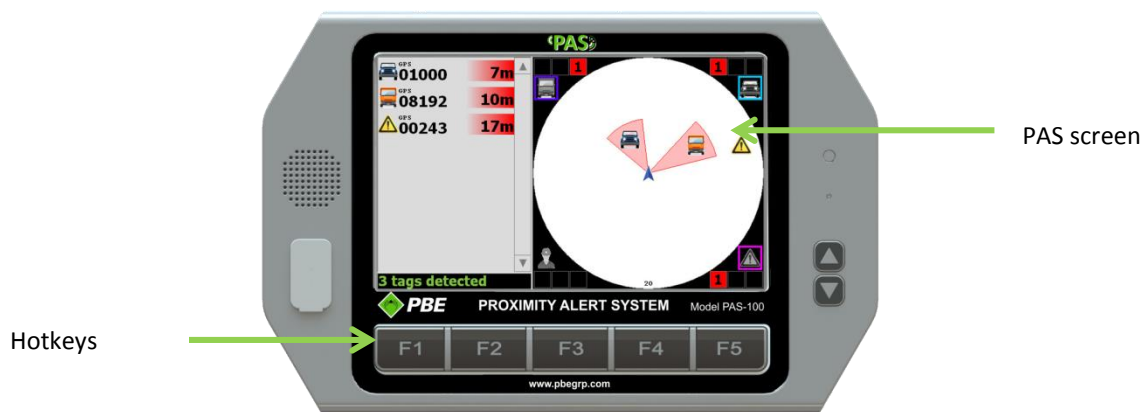 PAS
GPS
01000 7m
GPS
08192 10m
GPS
00243 17m
3 tags detected
1
1
20
1
PAS screen
PBE PROXIMITY ALERT SYSTEM Model PAS-100
Hotkeys
F1 F2 F3 F4 F5
www.pbegrp.com